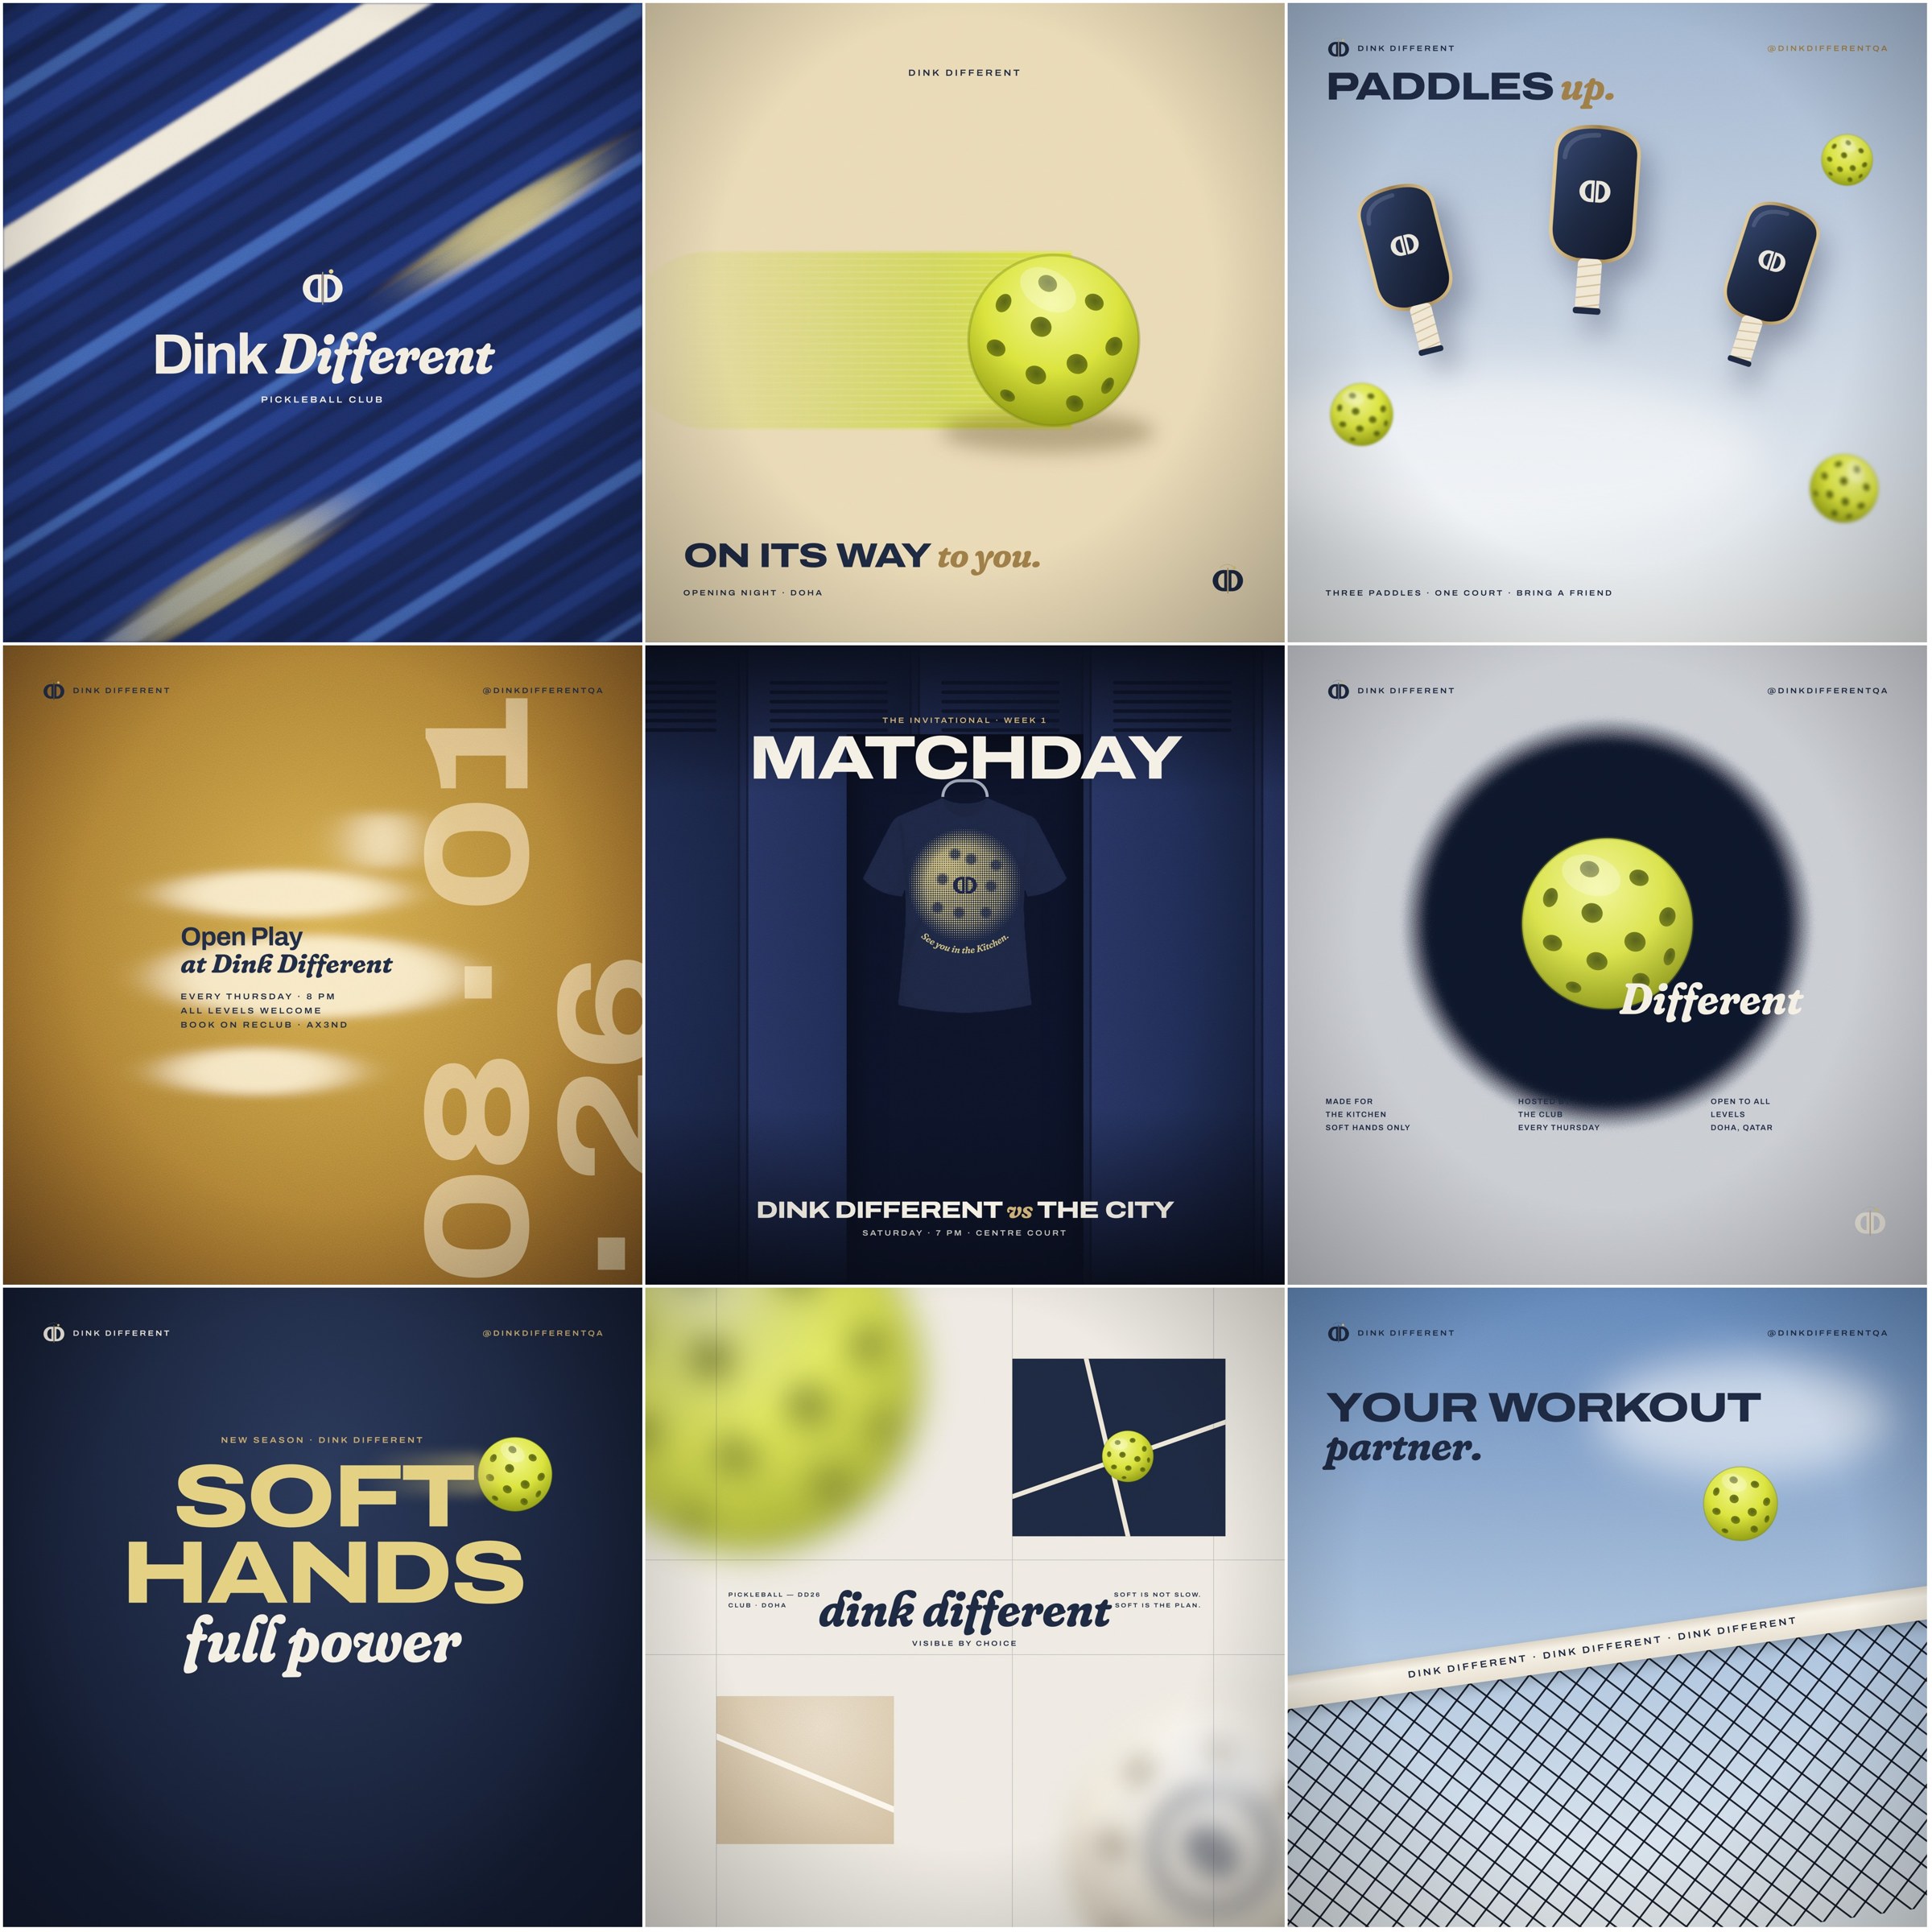 Dink Different
PICKLEBALL CLUB
DINK DIFFERENT
ON ITS WAY to you.
OPENING NIGHT · DOHA
DINK DIFFERENT
@DINKDIFFERENTQA
PADDLES up.
THREE PADDLES · ONE COURT · BRING A FRIEND
DINK DIFFERENT
@DINKDIFFERENTQA
08.01
.26
Open Play
at Dink Different
EVERY THURSDAY · 8 PM
ALL LEVELS WELCOME
BOOK ON RECLUB · AX3ND
THE INVITATIONAL · WEEK 1
MATCHDAY
See you in the Kitchen.
DINK DIFFERENT vs THE CITY
SATURDAY · 7 PM · CENTRE COURT
DINK DIFFERENT
@DINKDIFFERENTQA
Different
MADE FOR
THE KITCHEN
SOFT HANDS ONLY
HOSTED
THE CLUB
EVERY THURSDAY
OPEN TO ALL
LEVELS
DOHA, QATAR
DINK DIFFERENT
@DINKDIFFERENTQA
NEW SEASON · DINK DIFFERENT
SOFT
HANDS
full power
PICKLEBALL — DD26
CLUB · DOHA
dink different
SOFT IS NOT SLOW.
SOFT IS THE PLAN.
VISIBLE BY CHOICE
DINK DIFFERENT
@DINKDIFFERENTQA
YOUR WORKOUT
partner.
DINK DIFFERENT · DINK DIFFERENT · DINK DIFFERENT